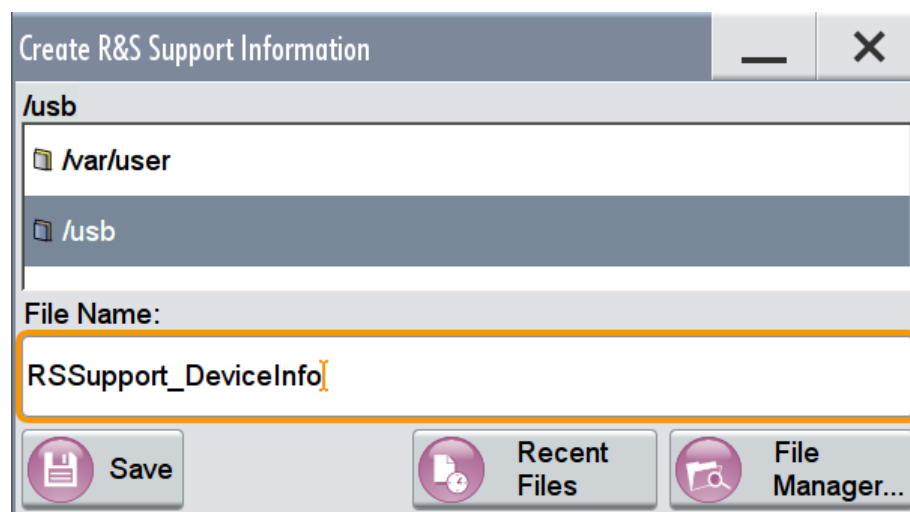 Create R&S Support Information
/usb
/var/user
/usb
File Name:
RSSupport_DeviceInfo
Save
Recent
Files
File
Manager...